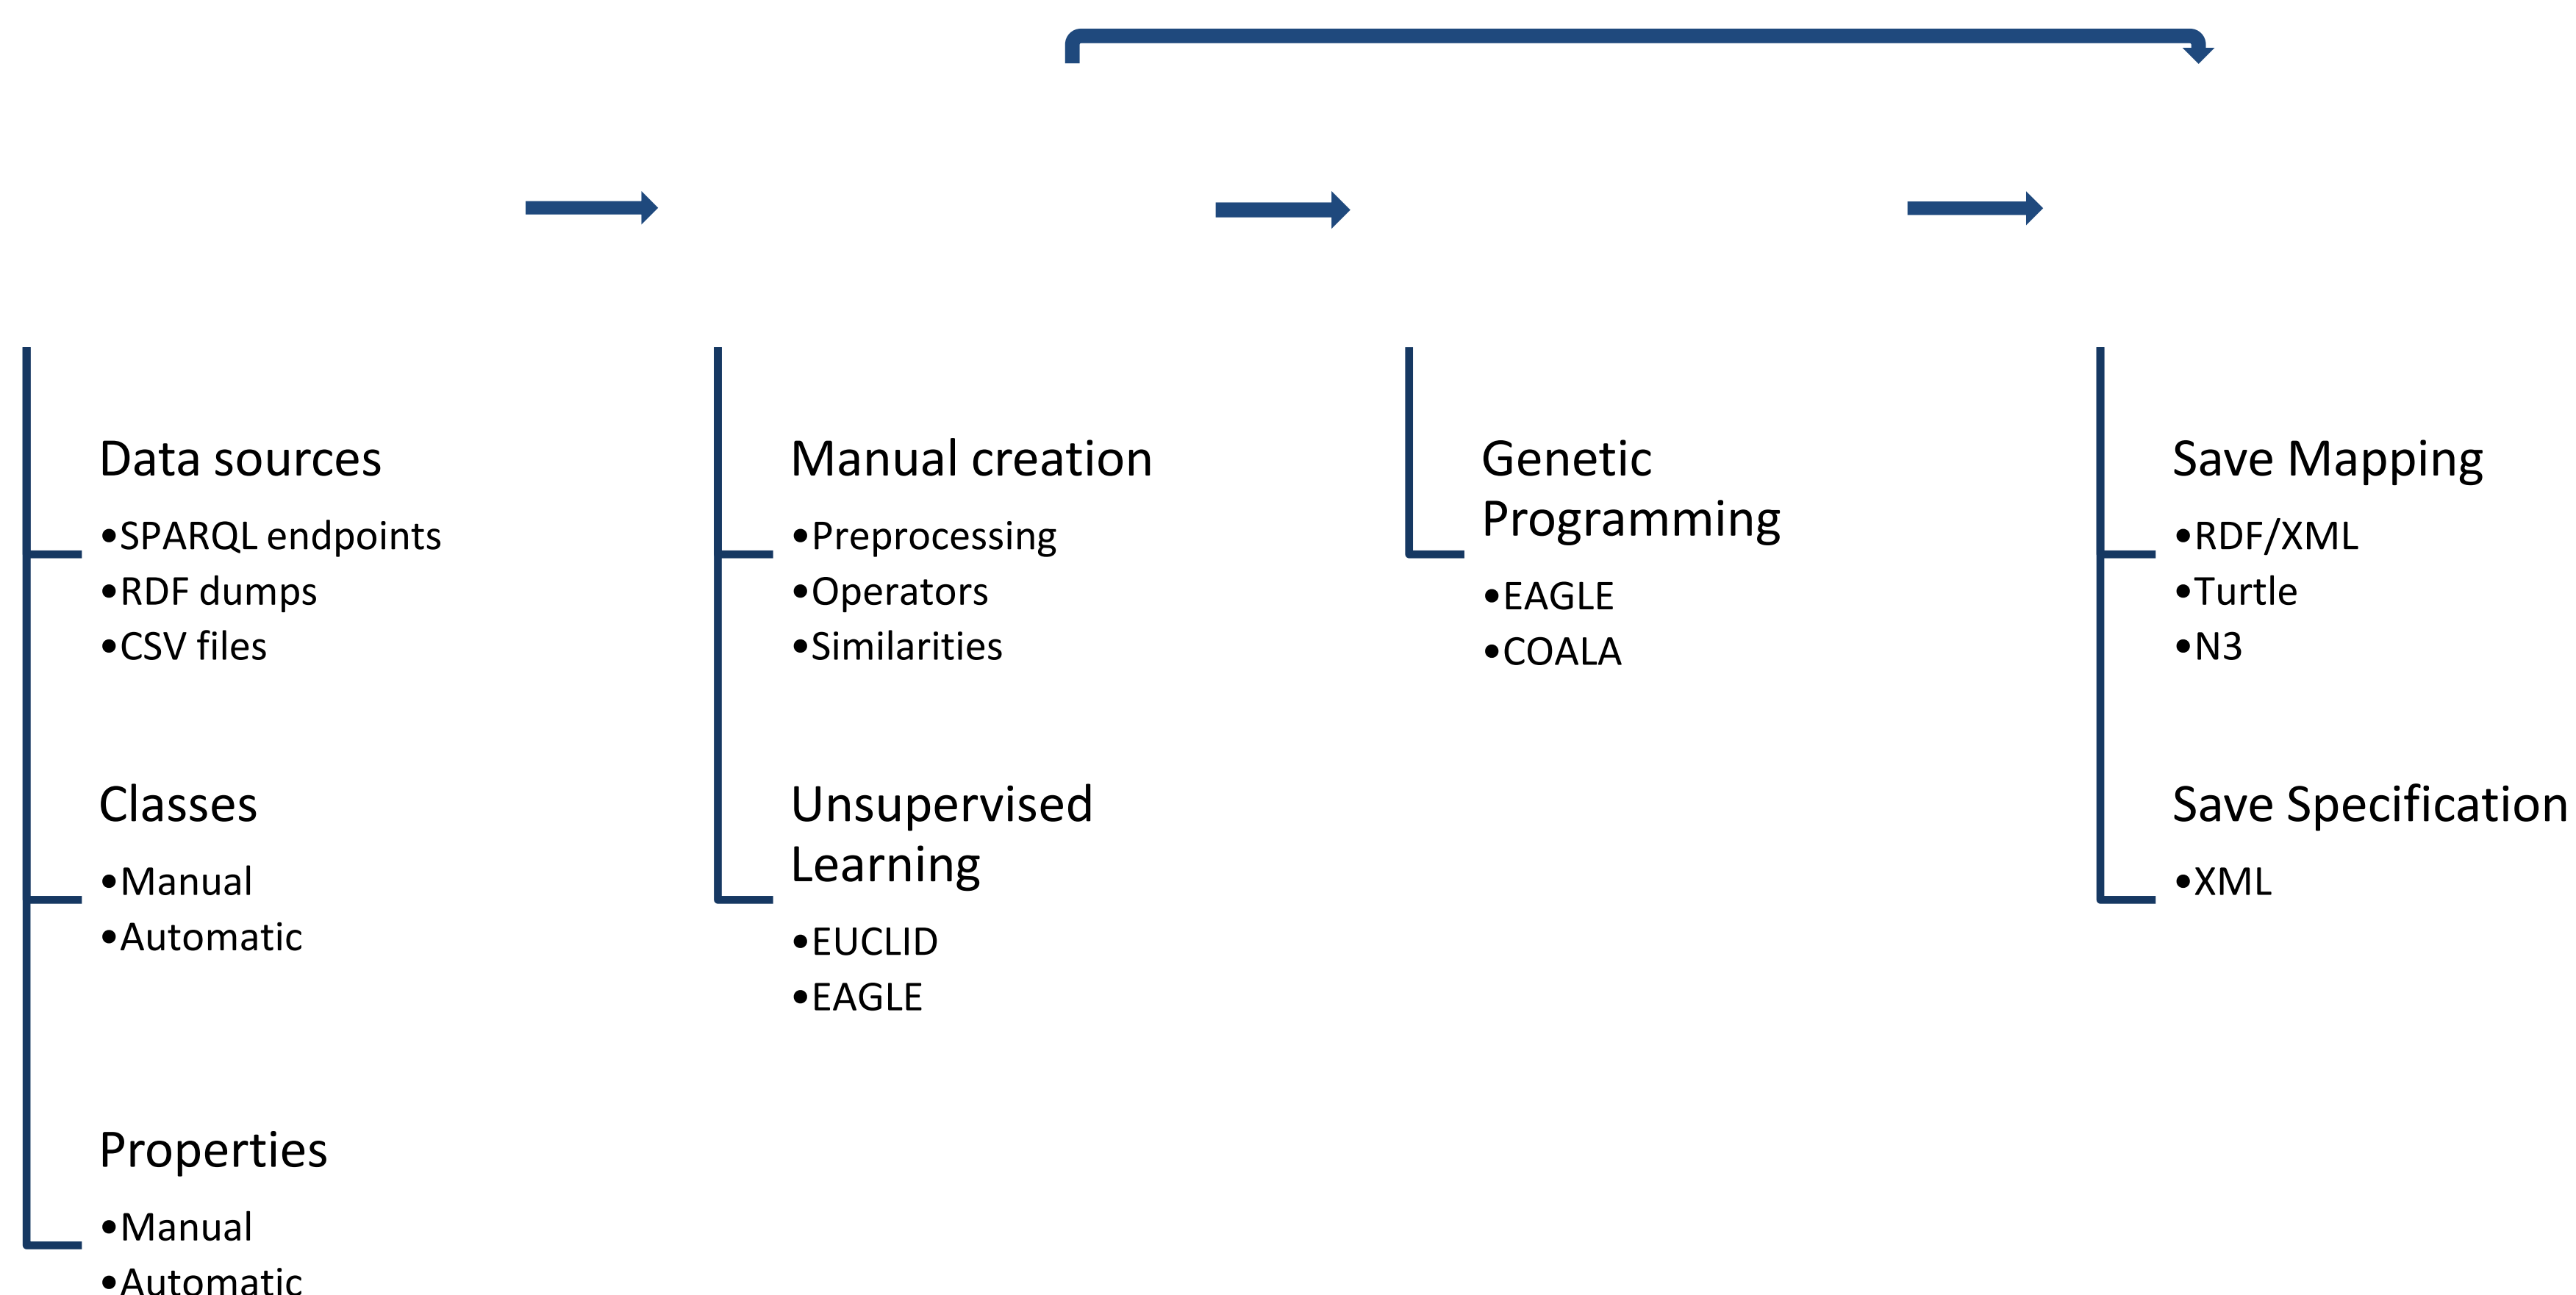 Data sources
•SPARQL endpoints
•RDF dumps
•CSV files
Classes
•Manual
•Automatic
Properties
•Manual
•Automatic
Manual creation
•Preprocessing
•Operators
•Similarities
Unsupervised
Learning
•EUCLID
•EAGLE
Genetic
Programming
•EAGLE
•COALA
Save Mapping
•RDF/XML
•Turtle
•N3
Save Specification
•XML